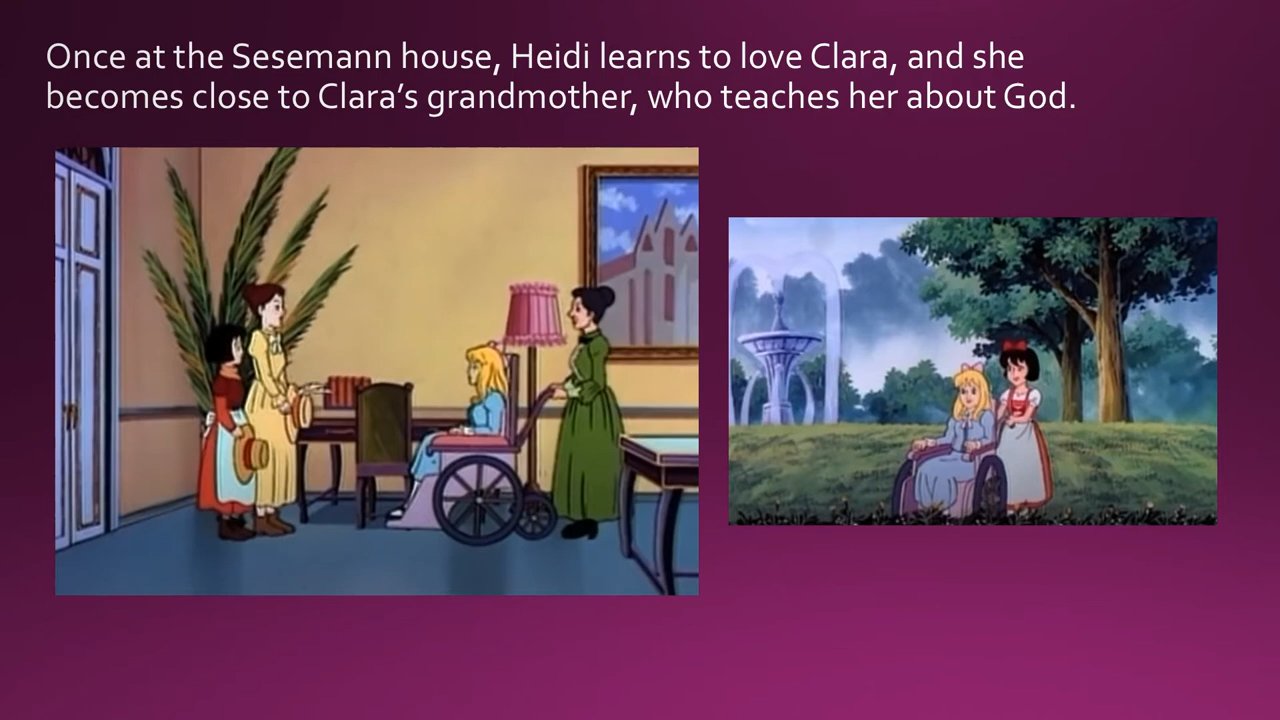 Once at the Sesemann house, Heidi learns to love Clara, and she
becomes close to Clara’s grandmother, who teaches her about God.